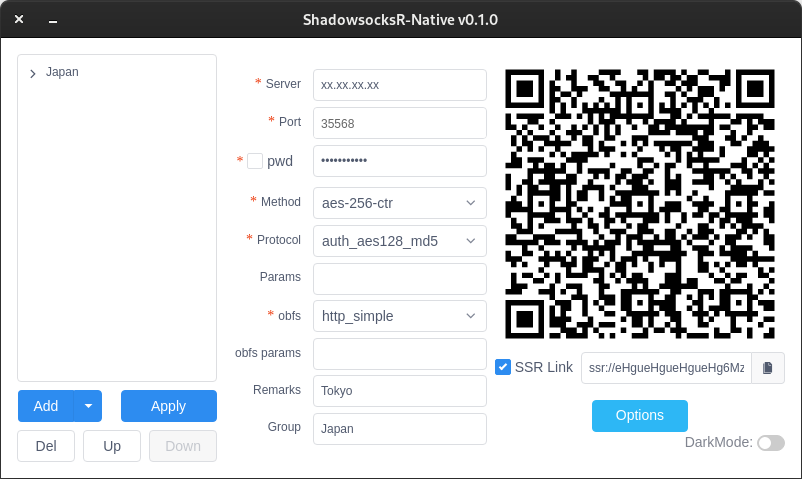 ShadowsocksR-Native v0.1.0
Japan
* Server xx.xx.xx.xx
* Port 35568
* pwd •••••••••••
* Method aes-256-ctr
* Protocol auth_aes128_md5
Params
* obfs http_simple
obfs params
Remarks Tokyo
Group Japan
SSR Link ssr://eHgueHgueHgueHg6Mz
Add Apply
Options
Del Up Down
DarkMode: